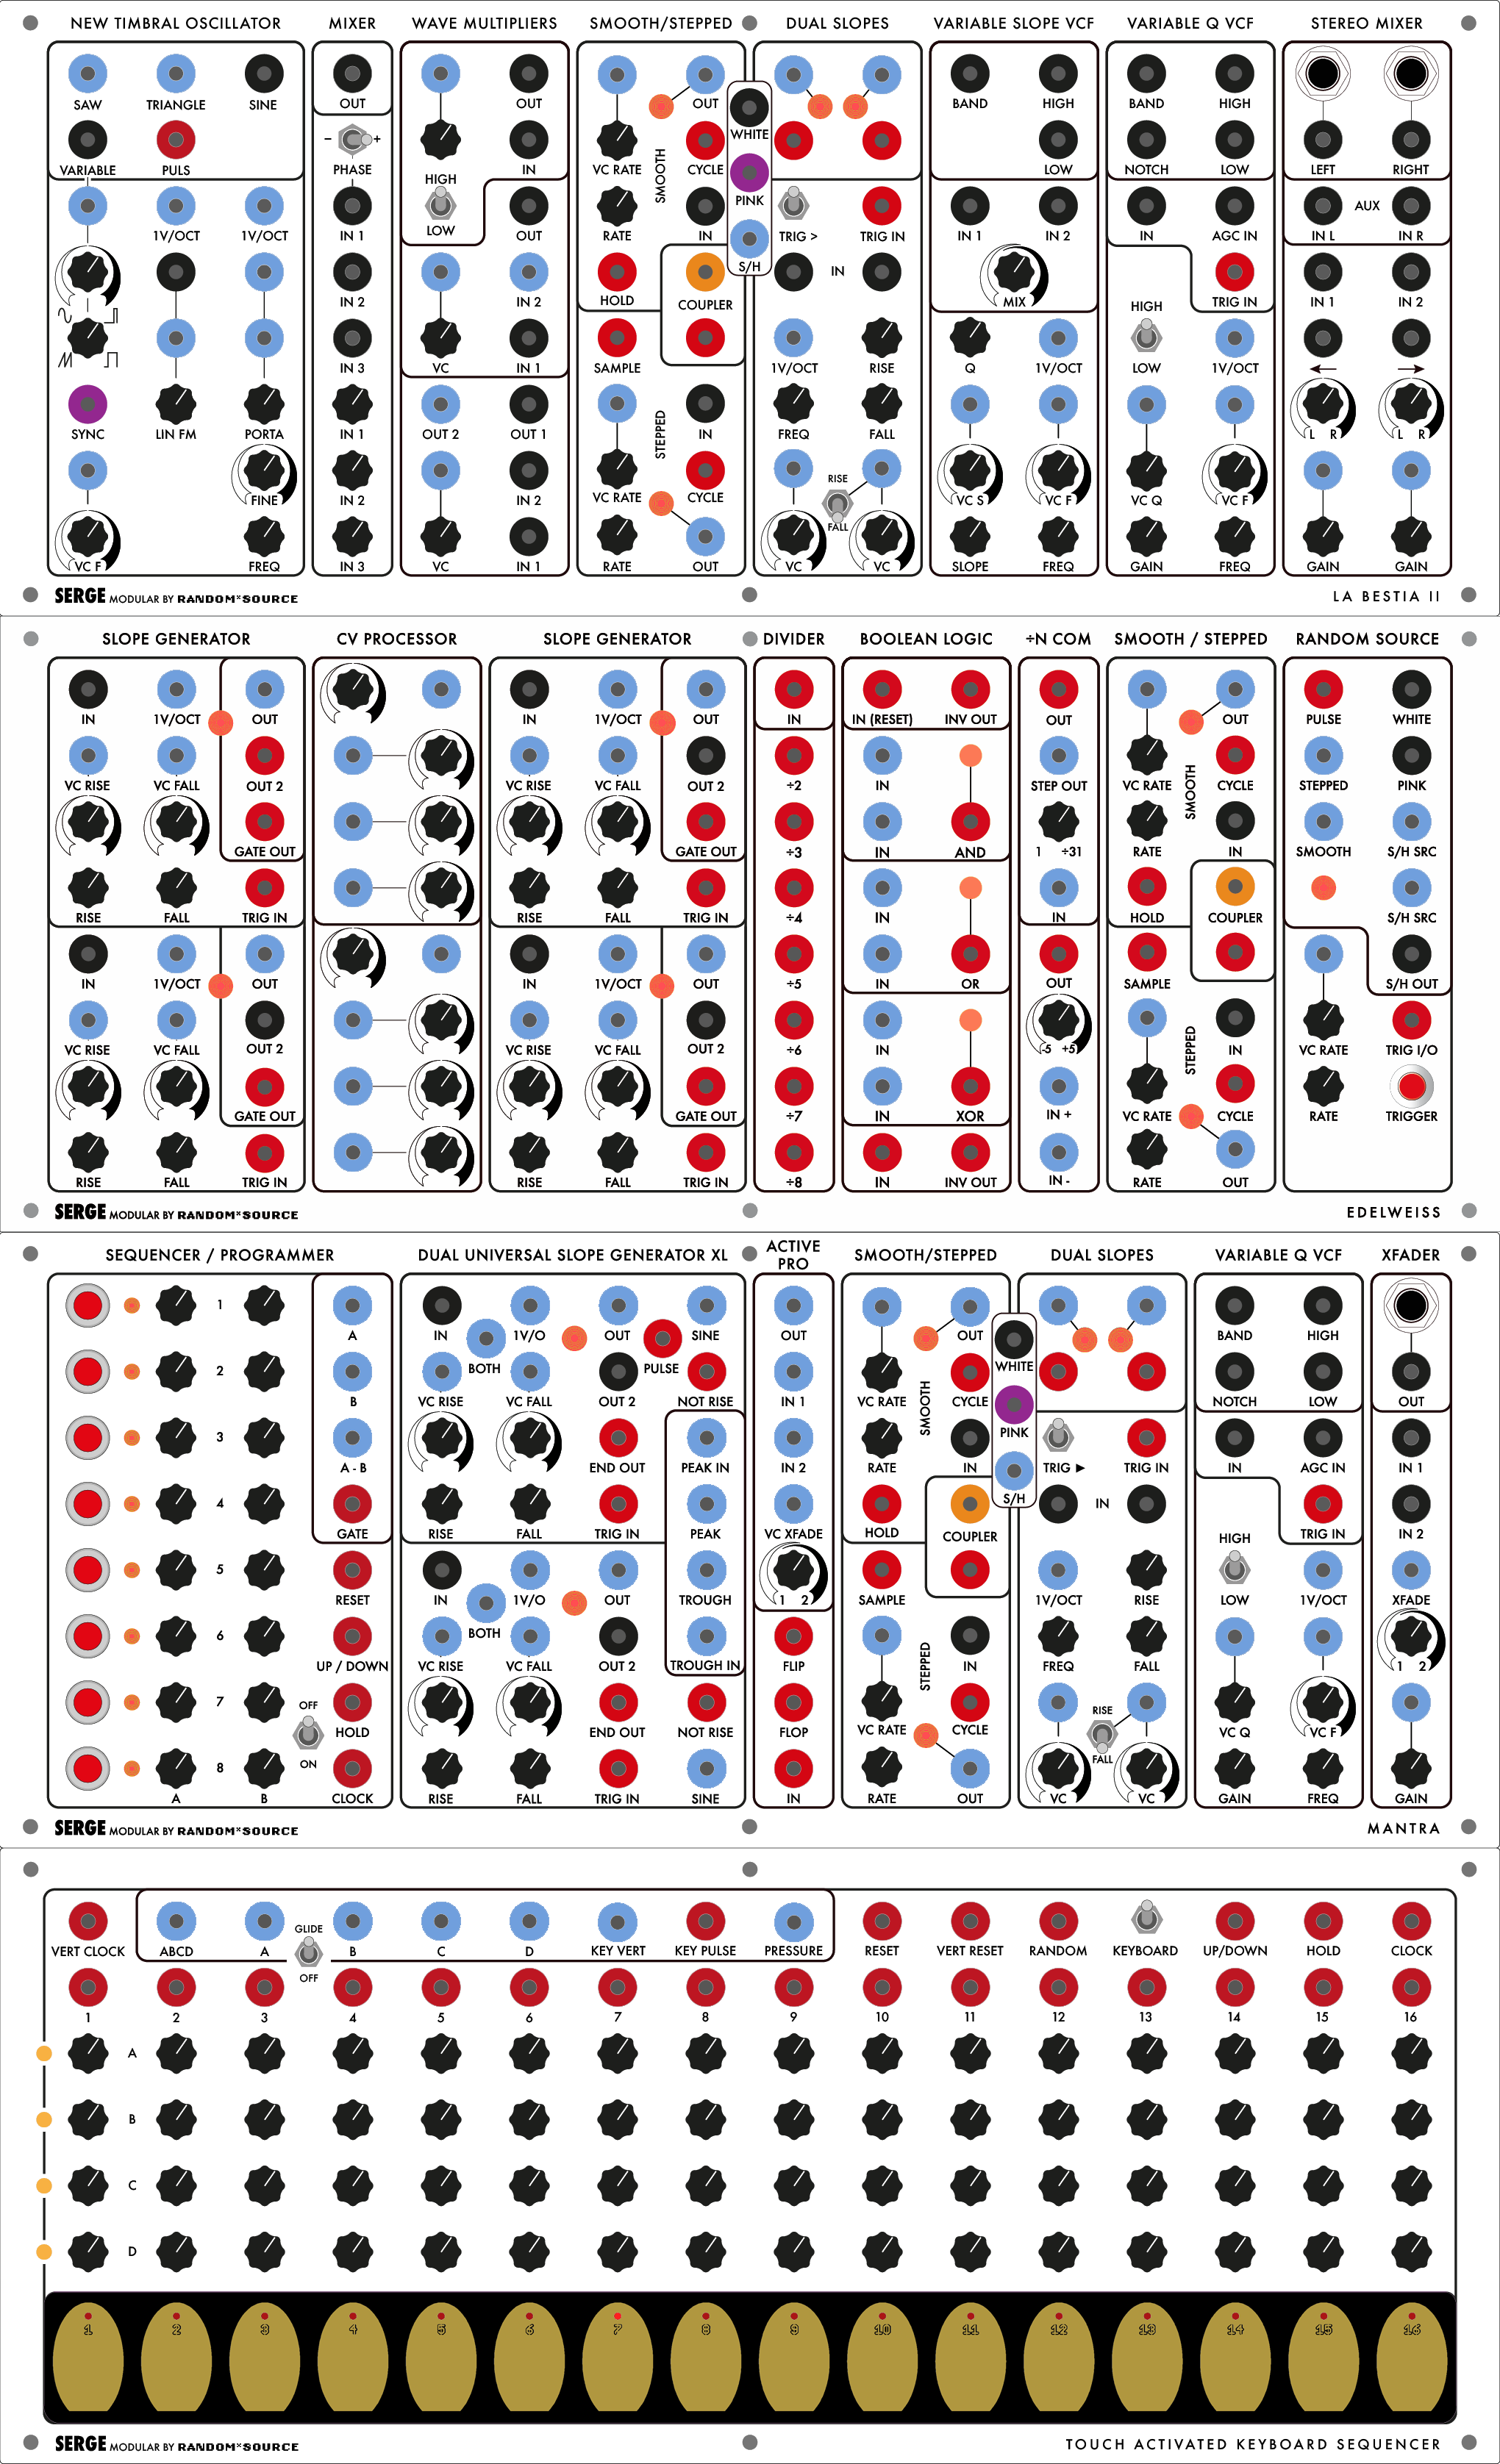 NEW TIMBRAL OSCILLATOR MIXER WAVE MULTIPLIERS SMOOTH/STEPPED DUAL SLOPES VARIABLE SLOPE VCF VARIABLE Q VCF STEREO MIXER
SAW TRIANGLE SINE OUT OUT OUT BAND HIGH BAND HIGH
WHITE
− +
VARIABLE PULS PHASE IN VC RATE CYCLE LOW NOTCH LOW LEFT RIGHT
SMOOTH
HIGH
PINK
AUX
LOW
1V/OCT 1V/OCT IN 1 OUT RATE IN TRIG > TRIG IN IN 1 IN 2 IN AGC IN IN L IN R
S/H
IN
IN 2 IN 2 HOLD COUPLER MIX HIGH TRIG IN IN 1 IN 2
IN 3 VC IN 1 SAMPLE 1V/OCT RISE Q 1V/OCT LOW 1V/OCT
SYNC LIN FM PORTA IN 1 OUT 2 OUT 1 STEPPED IN FREQ FALL L R L R
RISE
FINE IN 2 IN 2 VC RATE CYCLE VC S VC F VC Q VC F
FALL
VC F FREQ IN 3 VC IN 1 RATE OUT VC VC SLOPE FREQ GAIN FREQ GAIN GAIN
SERGE MODULAR BY RANDOM*SOURCE LA BESTIA II
SLOPE GENERATOR CV PROCESSOR SLOPE GENERATOR DIVIDER BOOLEAN LOGIC ÷N COM SMOOTH / STEPPED RANDOM SOURCE
IN 1V/OCT OUT IN 1V/OCT OUT IN IN (RESET) INV OUT OUT OUT PULSE WHITE
VC RISE VC FALL OUT 2 VC RISE VC FALL OUT 2 ÷2 IN STEP OUT VC RATE CYCLE STEPPED PINK
SMOOTH
GATE OUT GATE OUT ÷3 IN AND 1 ÷31 RATE IN SMOOTH S/H SRC
RISE FALL TRIG IN RISE FALL TRIG IN ÷4 IN IN HOLD COUPLER S/H SRC
IN 1V/OCT OUT IN 1V/OCT OUT ÷5 IN OR OUT SAMPLE S/H OUT
VC RISE VC FALL OUT 2 VC RISE VC FALL OUT 2 ÷6 IN -5 +5 STEPPED IN VC RATE TRIG I/O
GATE OUT GATE OUT ÷7 IN XOR IN + VC RATE CYCLE RATE TRIGGER
RISE FALL TRIG IN RISE FALL TRIG IN ÷8 IN INV OUT IN - RATE OUT
SERGE MODULAR BY RANDOM*SOURCE EDELWEISS
SEQUENCER / PROGRAMMER DUAL UNIVERSAL SLOPE GENERATOR XL ACTIVE PRO SMOOTH/STEPPED DUAL SLOPES VARIABLE Q VCF XFADER
1 A IN 1V/O OUT SINE OUT OUT BAND HIGH
BOTH PULSE WHITE
2 B VC RISE VC FALL OUT 2 NOT RISE IN 1 VC RATE CYCLE NOTCH LOW OUT
SMOOTH
PINK
3 A - B END OUT PEAK IN IN 2 RATE IN TRIG ► TRIG IN IN AGC IN IN 1
S/H
IN
4 GATE RISE FALL TRIG IN PEAK VC XFADE HOLD COUPLER HIGH TRIG IN IN 2
5 RESET IN 1V/O OUT TROUGH 1 2 SAMPLE 1V/OCT RISE LOW 1V/OCT XFADE
BOTH
6 UP / DOWN VC RISE VC FALL OUT 2 TROUGH IN FLIP STEPPED IN FREQ FALL 1 2
OFF RISE
7 HOLD END OUT NOT RISE FLOP VC RATE CYCLE VC Q VC F
ON FALL
8 CLOCK RISE FALL TRIG IN SINE IN RATE OUT VC VC GAIN FREQ GAIN
A B
SERGE MODULAR BY RANDOM*SOURCE MANTRA
GLIDE
VERT CLOCK ABCD A B C D KEY VERT KEY PULSE PRESSURE RESET VERT RESET RANDOM KEYBOARD UP/DOWN HOLD CLOCK
OFF
1 2 3 4 5 6 7 8 9 10 11 12 13 14 15 16
A
B
C
D
1 2 3 4 5 6 7 8 9 10 11 12 13 14 15 16
SERGE MODULAR BY RANDOM*SOURCE TOUCH ACTIVATED KEYBOARD SEQUENCER